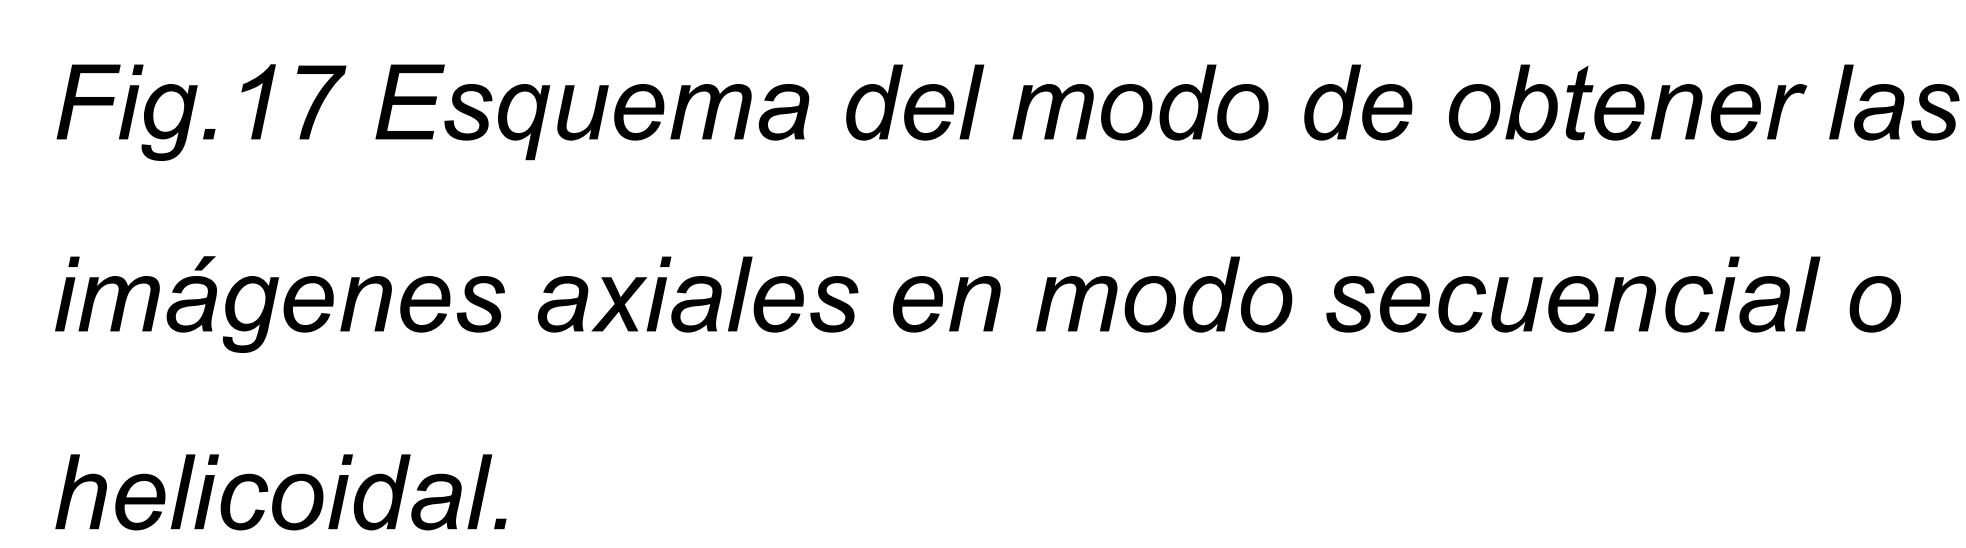 Fig.17 Esquema del modo de obtener las
imágenes axiales en modo secuencial o
helicoidal.